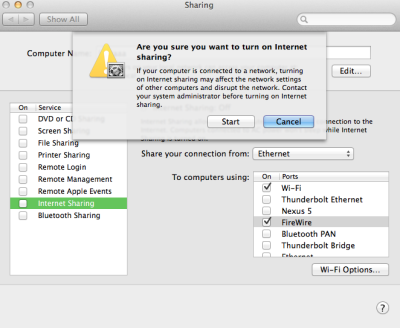 Sharing
Show All
Are you sure you want to turn on Internet
sharing?
If your computer is connected to a network, turning
on Internet sharing may affect the network settings
of other computers and disrupt the network. Contact
your system administrator before turning on Internet
sharing.
Start
Cancel
Computer
Edit...
On
Service
DVD or CD
Screen Sharing
File Sharing
Printer Sharing
Remote Login
Remote Management
Remote Apple Events
Internet Sharing
Bluetooth Sharing
Internet Sharing: Off
connection to the
while Internet
Share your connection from:
Ethernet
To computers using:
On
Ports
Wi-Fi
Thunderbolt Ethernet
Nexus 5
FireWire
Bluetooth PAN
Thunderbolt Bridge
Ethernet
Wi-Fi Options...
?